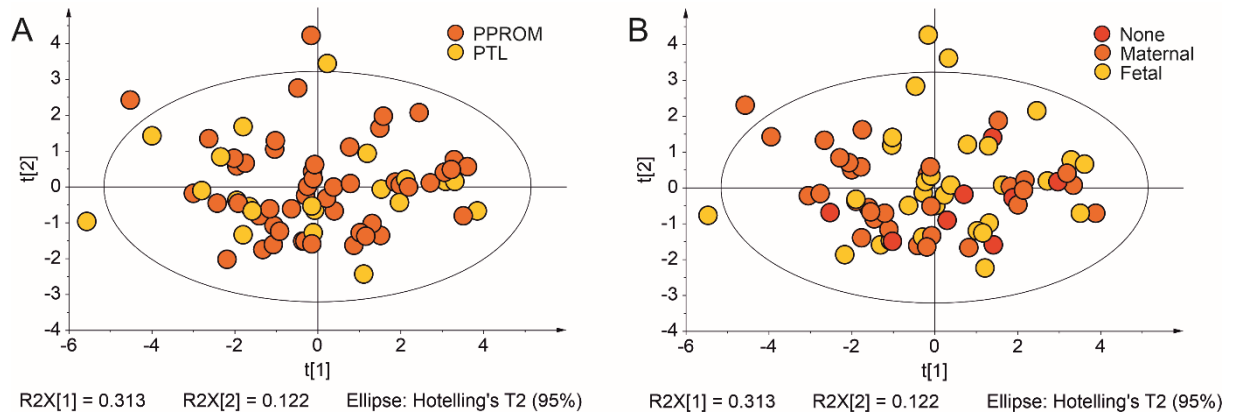 A
PPROM
PTL
4
3
2
1
0
-1
-2
-3
-4
t[2]
-6
-4
-2
0
2
4
t[1]
R2X[1] = 0.313 R2X[2] = 0.122 Ellipse: Hotelling's T2 (95%)
B
None
Maternal
Fetal
4
3
2
1
0
-1
-2
-3
-4
t[2]
-6
-4
-2
0
2
4
t[1]
R2X[1] = 0.313 R2X[2] = 0.122 Ellipse: Hotelling's T2 (95%)